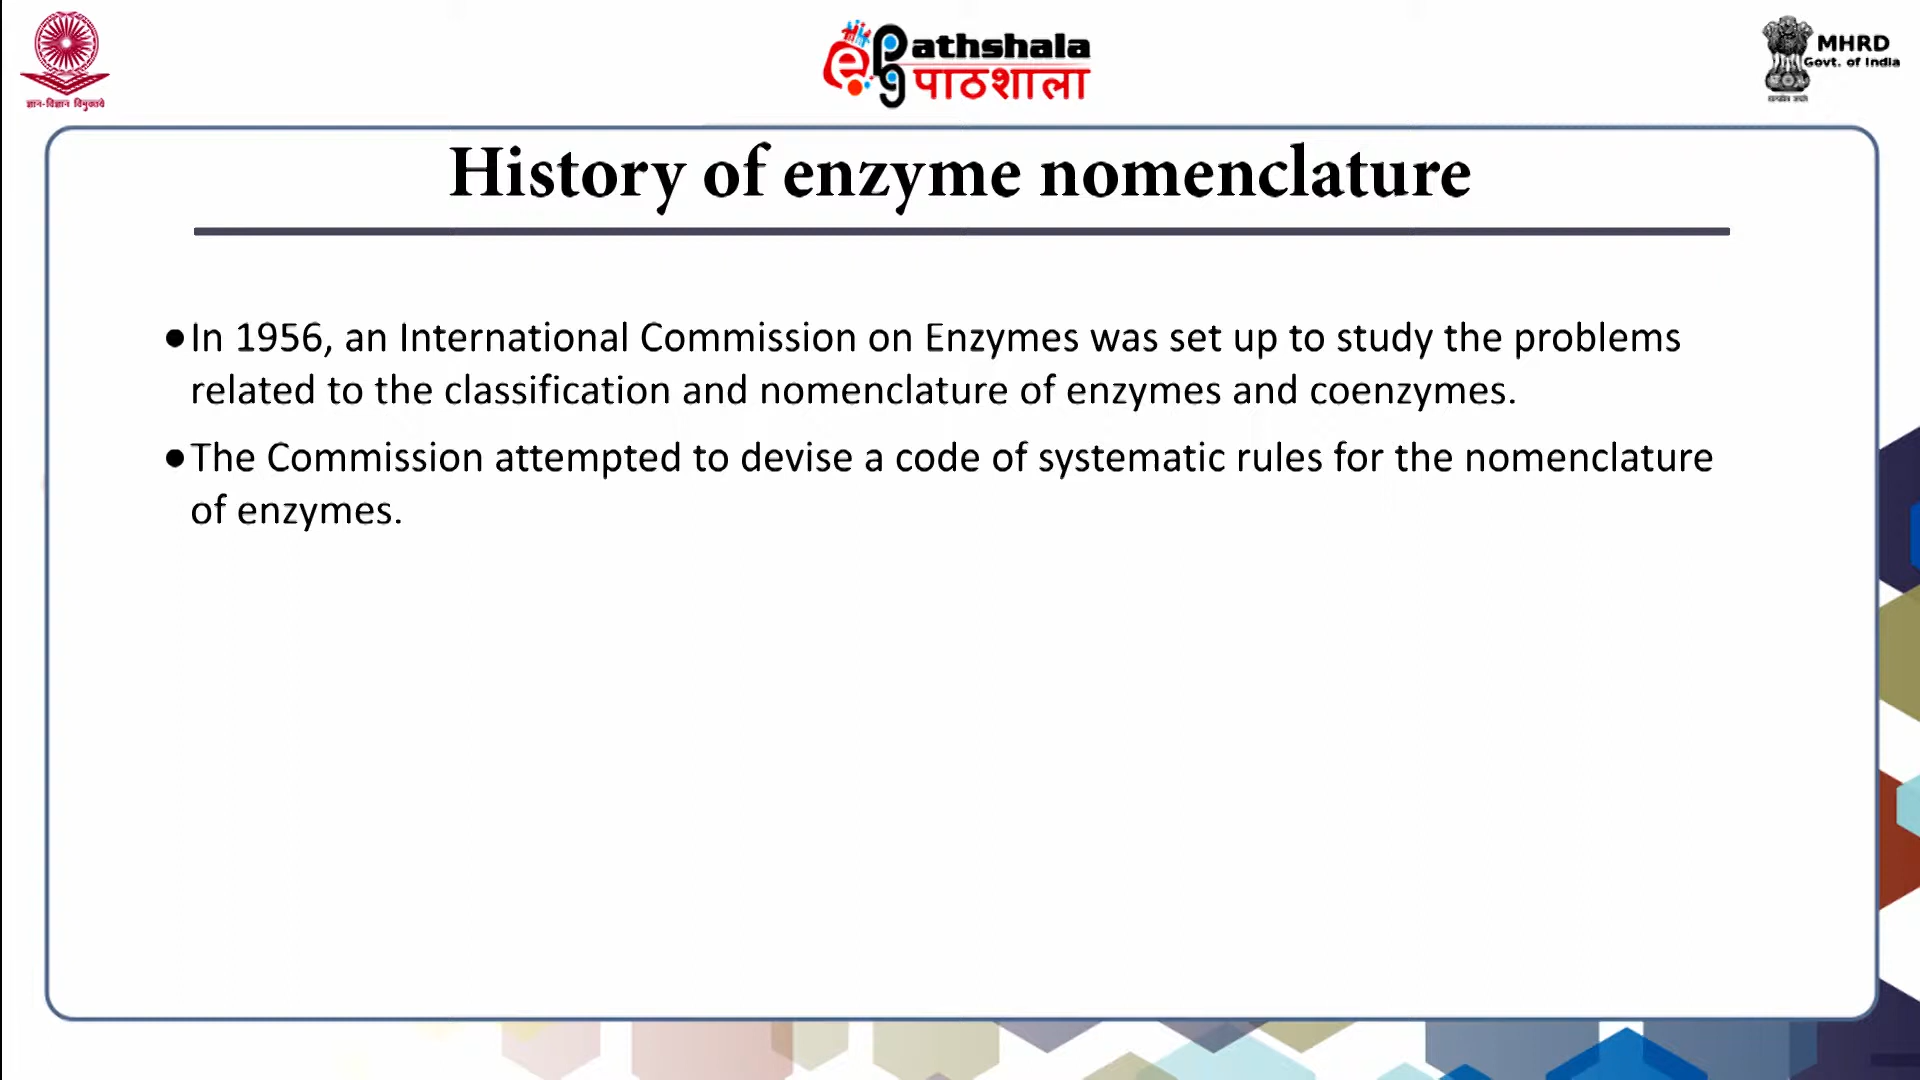 ज्ञान-विज्ञान विमुक्तये
ePG Pathshala
पाठशाला
MHRD
Govt. of India
History of enzyme nomenclature
●In 1956, an International Commission on Enzymes was set up to study the problems
related to the classification and nomenclature of enzymes and coenzymes.
●The Commission attempted to devise a code of systematic rules for the nomenclature
of enzymes.